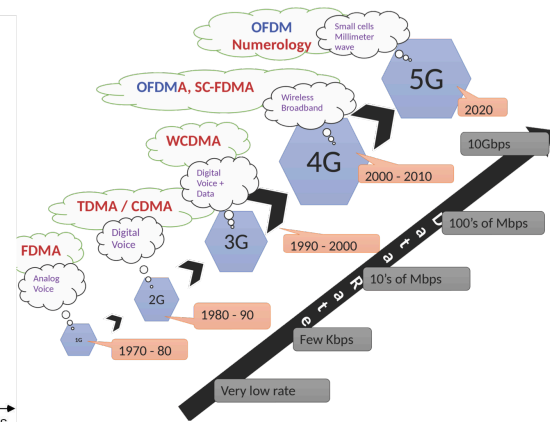 OFDM
Numerology
Small cells
Millimeter
wave
5G
2020
OFDMA, SC-FDMA
Wireless
Broadband
4G
2000 - 2010
10Gbps
WCDMA
Digital
Voice +
Data
3G
1990 - 2000
100's of Mbps
TDMA / CDMA
Digital
Voice
2G
1980 - 90
10's of Mbps
FDMA
Analog
Voice
1G
1970 - 80
Few Kbps
Very low rate
Data Rate
s